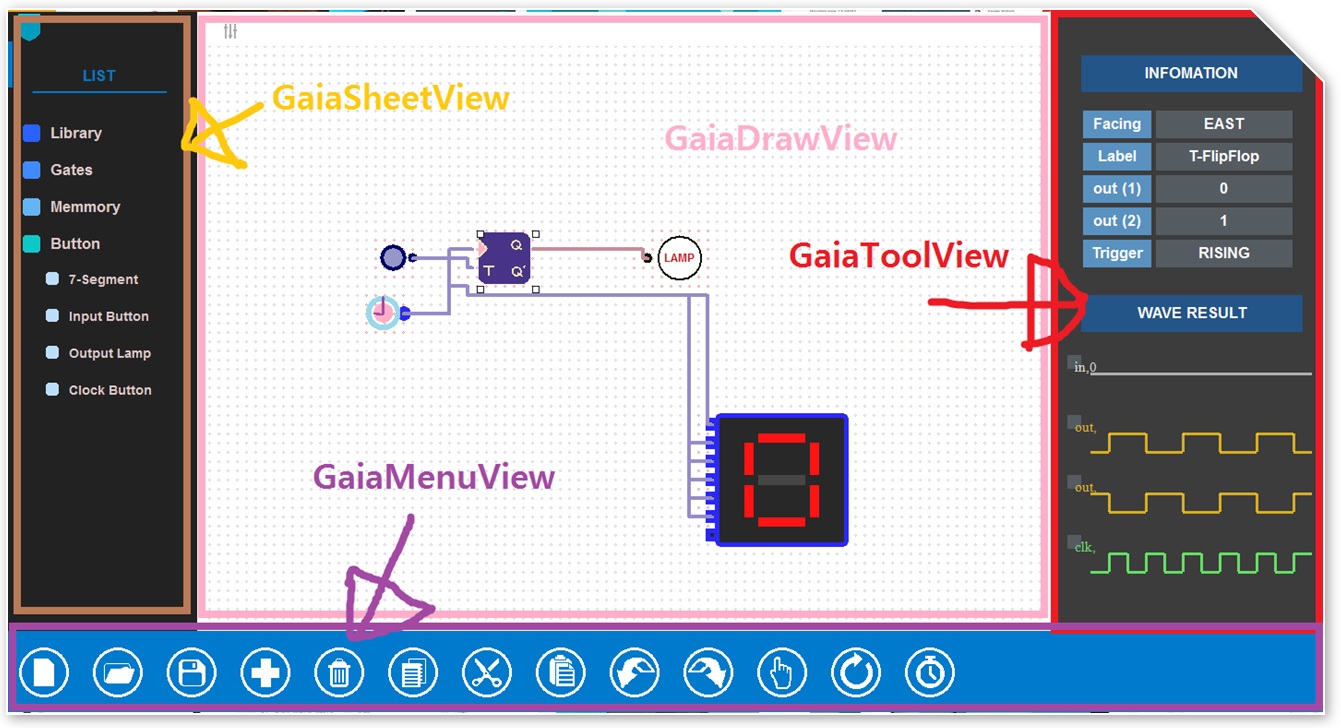 LIST
Library
Gates
Memmory
Button
7-Segment
Input Button
Output Lamp
Clock Button
GaiaSheetView
GaiaDrawView
Q
T Q'
LAMP
GaiaToolView
GaiaMenuView
INFOMATION
Facing EAST
Label T-FlipFlop
out (1) 0
out (2) 1
Trigger RISING
WAVE RESULT
in,0
out,
out,
clk,